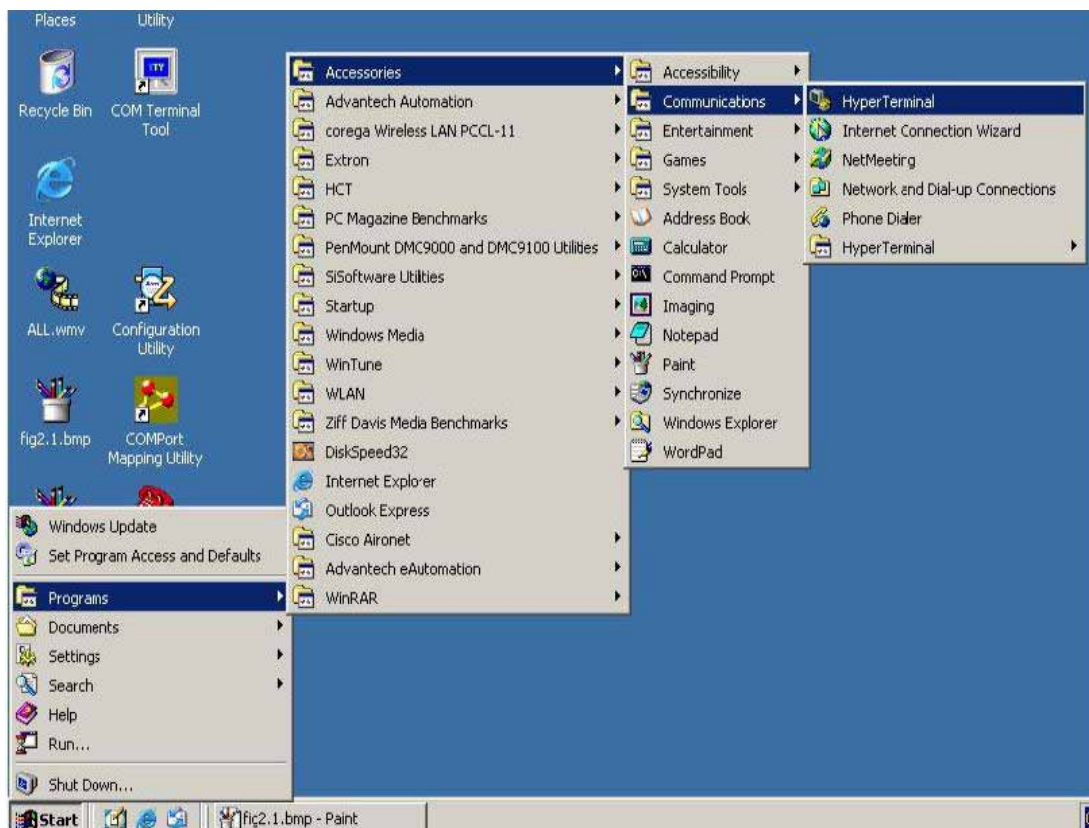 Places
Utility
Recycle Bin
COM Terminal
Tool
Internet
Explorer
ALL.wmv
Configuration
Utility
fig2.1.bmp
COMPort
Mapping Utility
Windows Update
Set Program Access and Defaults
Programs
Documents
Settings
Search
Help
Run...
Shut Down...
Accessories
Advantech Automation
corega Wireless LAN PCCL-11
Extron
HCT
PC Magazine Benchmarks
PenMount DMC9000 and DMC9100 Utilities
SiSoftware Utilities
Startup
Windows Media
WinTune
WLAN
Ziff Davis Media Benchmarks
DiskSpeed32
Internet Explorer
Outlook Express
Cisco Aironet
Advantech eAutomation
WinRAR
Accessibility
Communications
Entertainment
Games
System Tools
Address Book
Calculator
Command Prompt
Imaging
Notepad
Paint
Synchronize
Windows Explorer
WordPad
HyperTerminal
Internet Connection Wizard
NetMeeting
Network and Dial-up Connections
Phone Dialer
HyperTerminal
Start
fig2.1.bmp - Paint